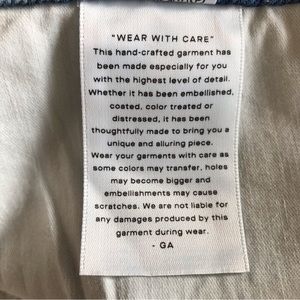 "WEAR WITH CARE"
This hand-crafted garment has
been made especially for you
with the highest level of detail.
Whether it has been embellished,
coated, color treated or
distressed, it has been
thoughtfully made to bring you a
unique and alluring piece.
Wear your garments with care as
some colors may transfer, holes
may become bigger and
embellishments may cause
scratches. We are not liable for
any damages produced by this
garment during wear.
- GA